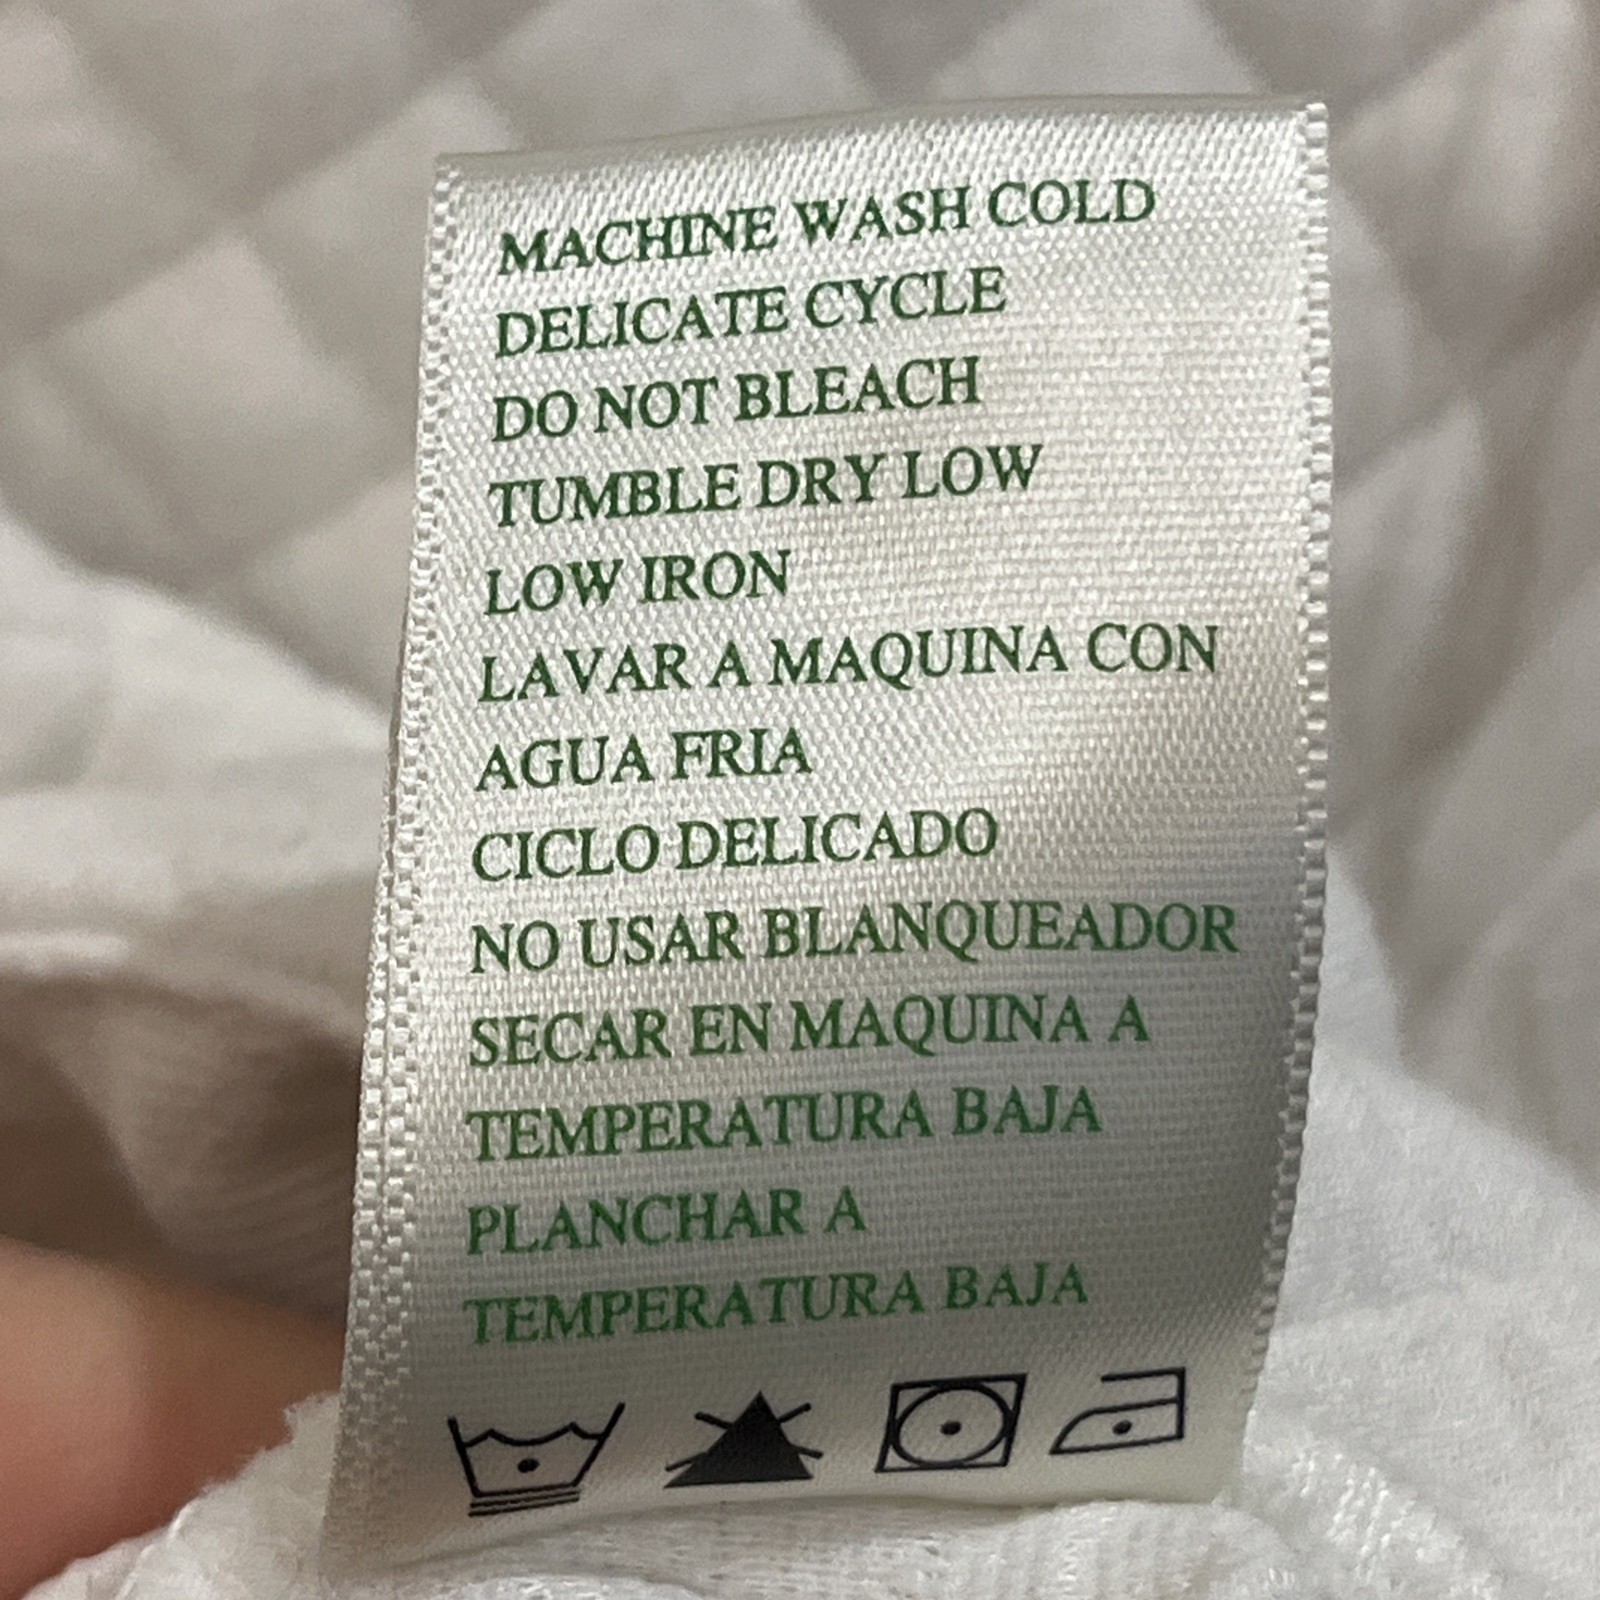 MACHINE WASH COLD
DELICATE CYCLE
DO NOT BLEACH
TUMBLE DRY LOW
LOW IRON
LAVAR A MAQUINA CON
AGUA FRIA
CICLO DELICADO
NO USAR BLANQUEADOR
SECAR EN MAQUINA A
TEMPERATURA BAJA
PLANCHAR A
TEMPERATURA BAJA